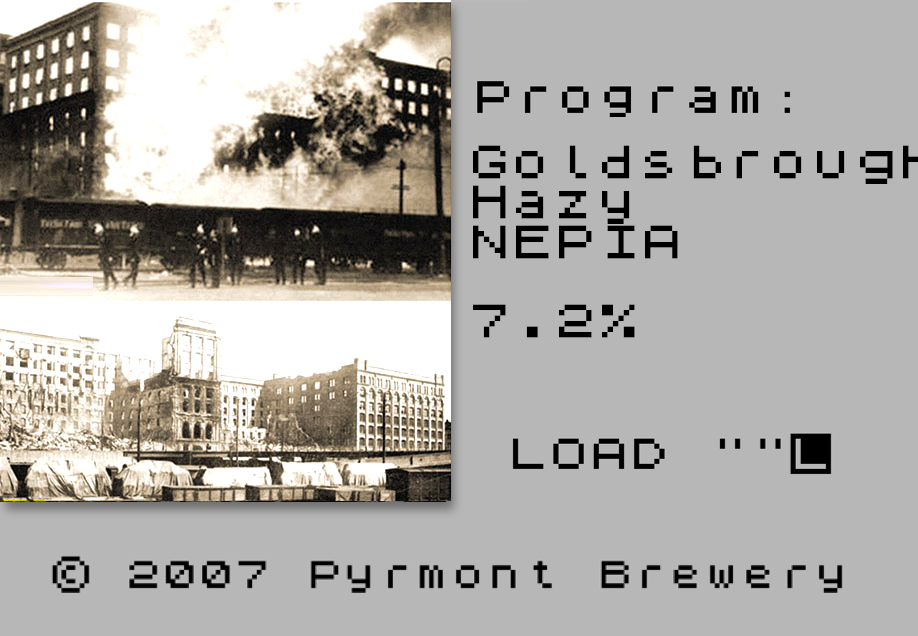 Program:
Goldsbrough
Hazy
NEPIA
7.2%
LOAD ""L
© 2007 Pyrmont Brewery